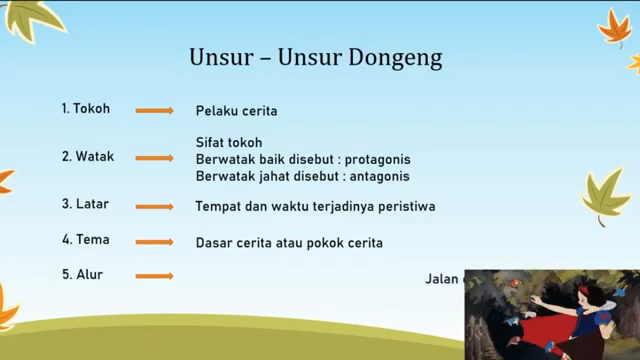 Unsur – Unsur Dongeng
1. Tokoh
Pelaku cerita
2. Watak
Sifat tokoh
Berwatak baik disebut : protagonis
Berwatak jahat disebut : antagonis
3. Latar
Tempat dan waktu terjadinya peristiwa
4. Tema
Dasar cerita atau pokok cerita
5. Alur
Jalan